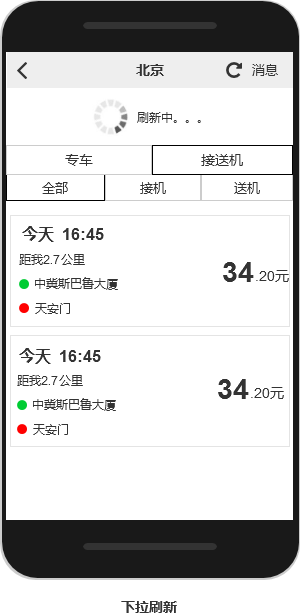 北京 消息
刷新中。。。
专车 接送机
全部 接机 送机
今天 16:45
距我2.7公里
34.20元
中冀斯巴鲁大厦
天安门
今天 16:45
距我2.7公里
34.20元
中冀斯巴鲁大厦
天安门
下拉刷新